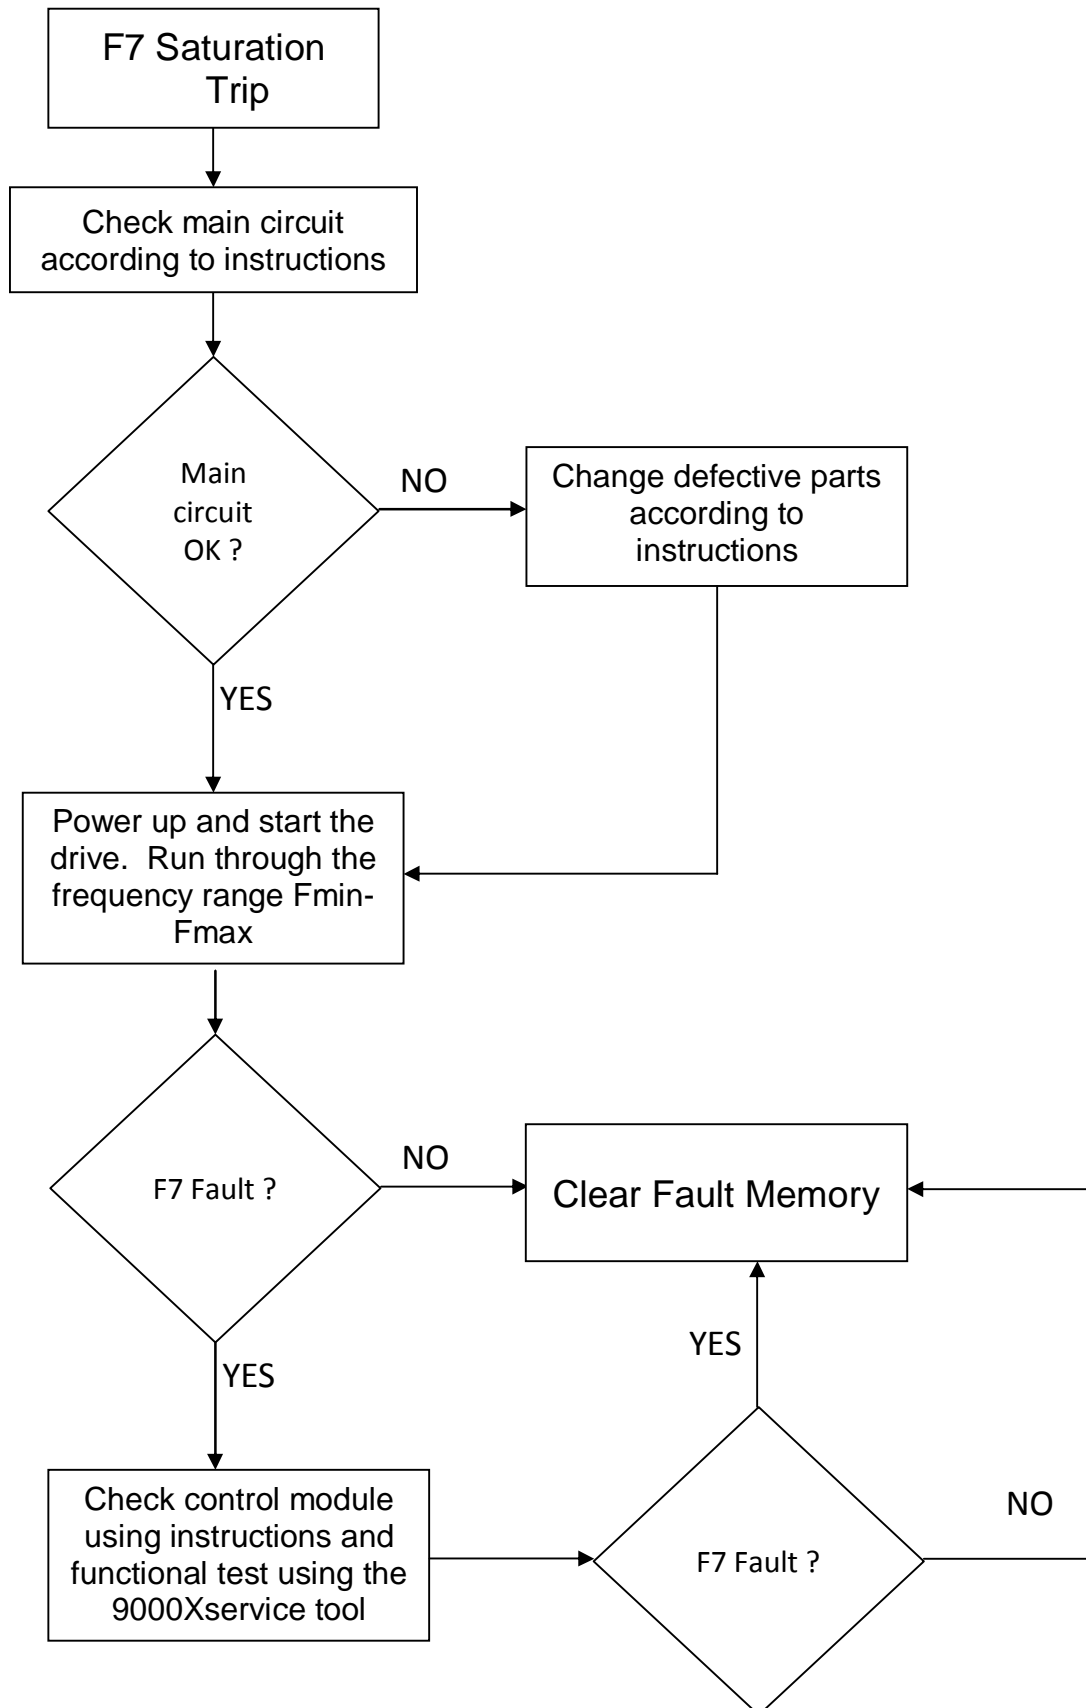 F7 Saturation
Trip
Check main circuit
according to instructions
Main
circuit
OK ?
NO
Change defective parts
according to
instructions
YES
Power up and start the
drive.  Run through the
frequency range Fmin-
Fmax
F7 Fault ?
NO
Clear Fault Memory
YES
YES
Check control module
using instructions and
functional test using the
9000Xservice tool
F7 Fault ?
NO